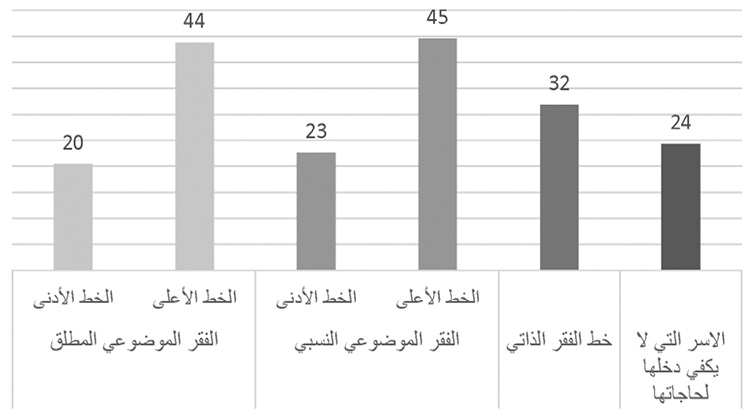 45
44
32
24
23
20
الخط الأدنى
الخط الأعلى
الخط الأدنى
الخط الأعلى
الفقر الموضوعي المطلق
الفقر الموضوعي النسبي
خط الفقر الذاتي
الاسر التي لا
يكفي دخلها
لحاجاتها